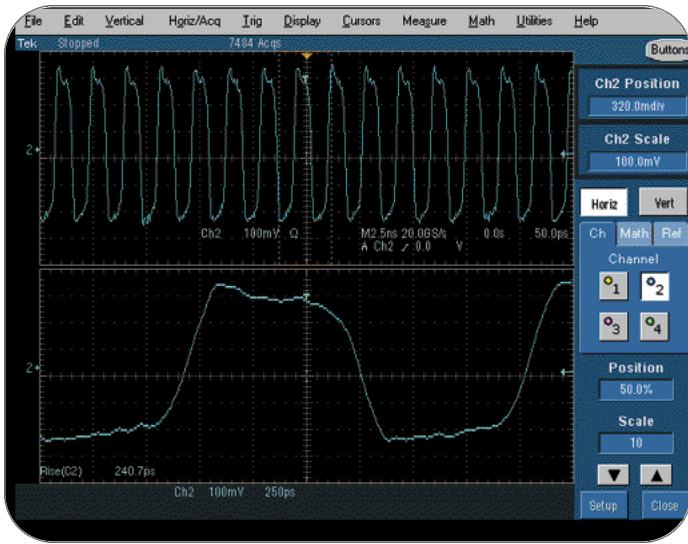 File Edit Vertical Horiz/Acq Trig Display Cursors Measure Math Utilities Help
Tek Stopped 7484 Acqs
Buttons
Ch2 Position
320.0mdiv
Ch2 Scale
100.0mV
Horiz Vert
Ch Math Ref
Channel
1 2
3 4
Position
50.0%
Scale
10
Setup Close
2
Ch2 100mV Ω M2.5ns 20.0GS/s 0.0s 50.0ps
A Ch2 0.0 V
2
Rise(C2) 240.7ps
Ch2 100mV 250ps